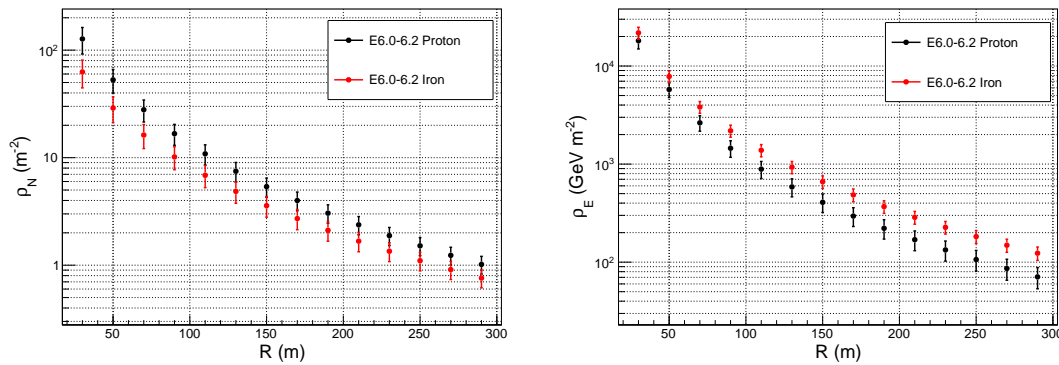 ρ_N (m⁻²)
10²
10
1
E6.0-6.2 Proton
E6.0-6.2 Iron
50 100 150 200 250 300
R (m)
ρ_E (GeV m⁻²)
10⁴
10³
10²
E6.0-6.2 Proton
E6.0-6.2 Iron
50 100 150 200 250 300
R (m)